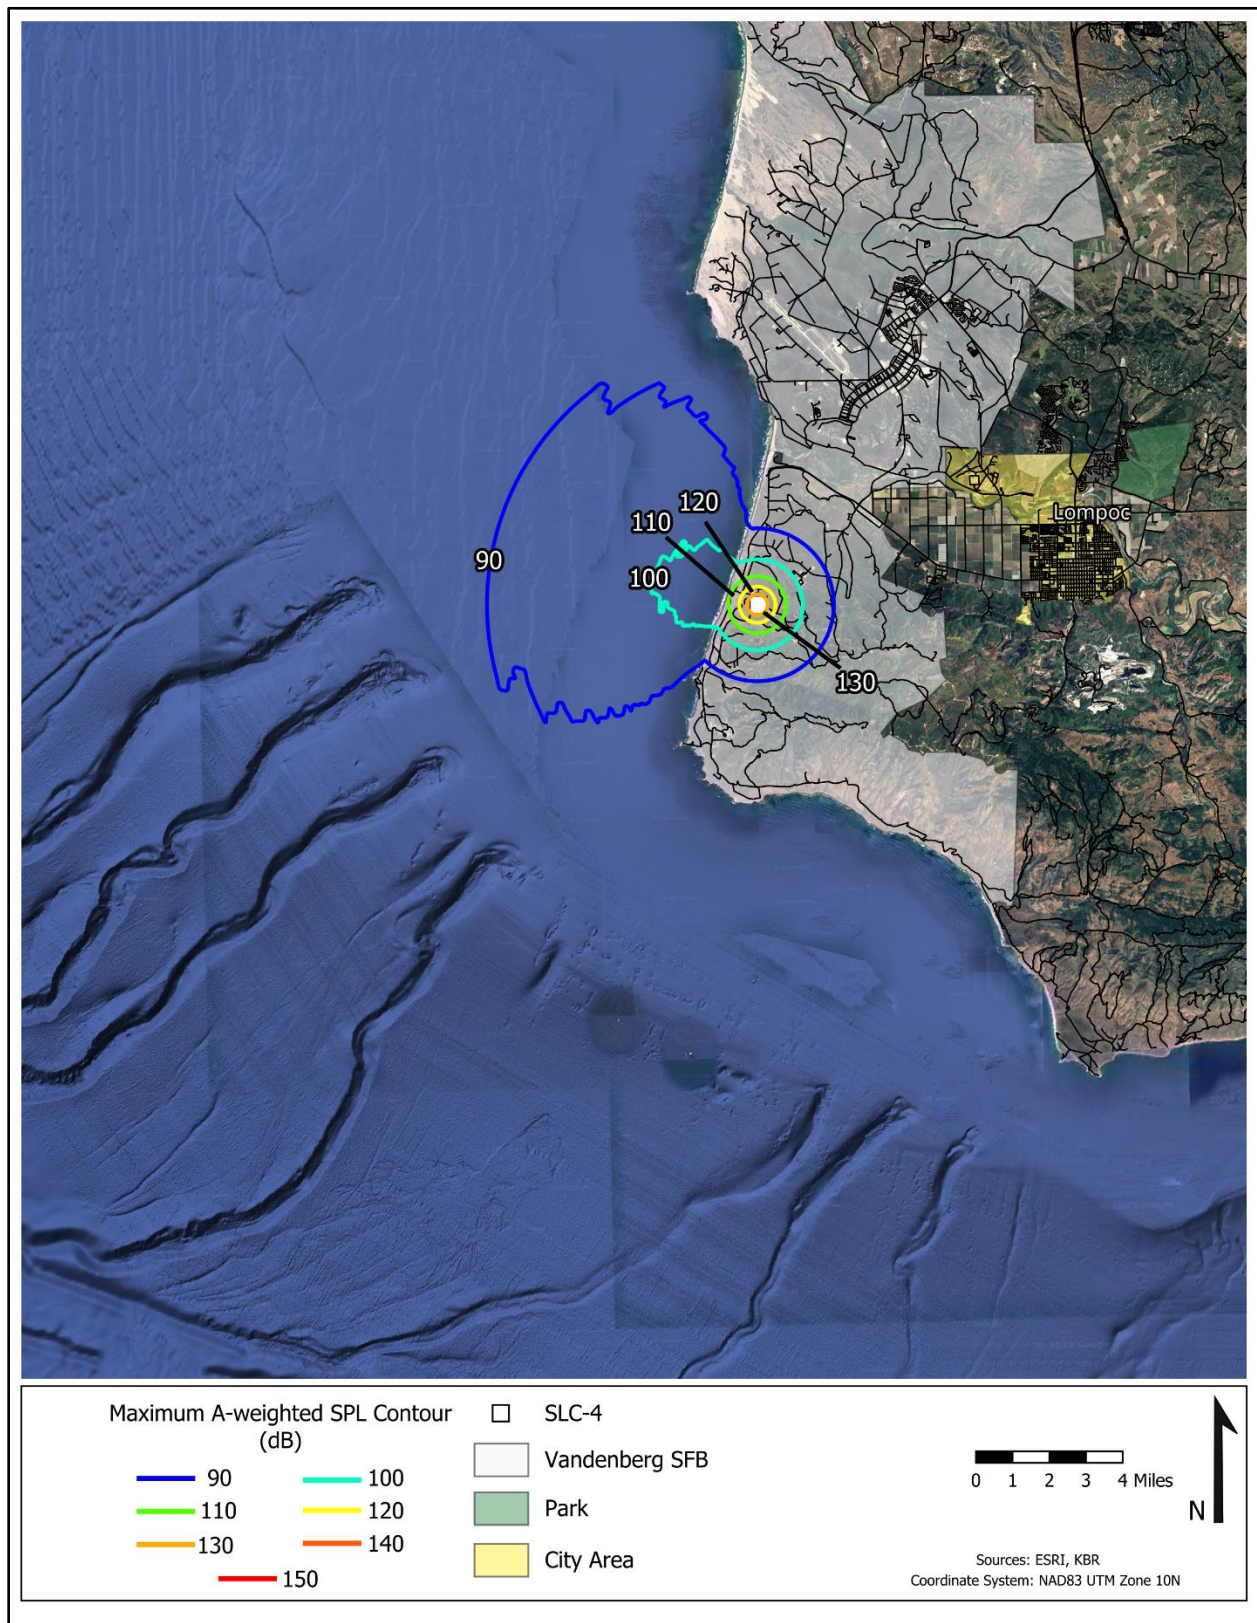 Lompoc
120
110
90
100
130
Maximum A-weighted SPL Contour
(dB)
90
100
110
120
130
140
150
SLC-4
Vandenberg SFB
Park
City Area
0 1 2 3 4 Miles
N
Sources: ESRI, KBR
Coordinate System: NAD83 UTM Zone 10N